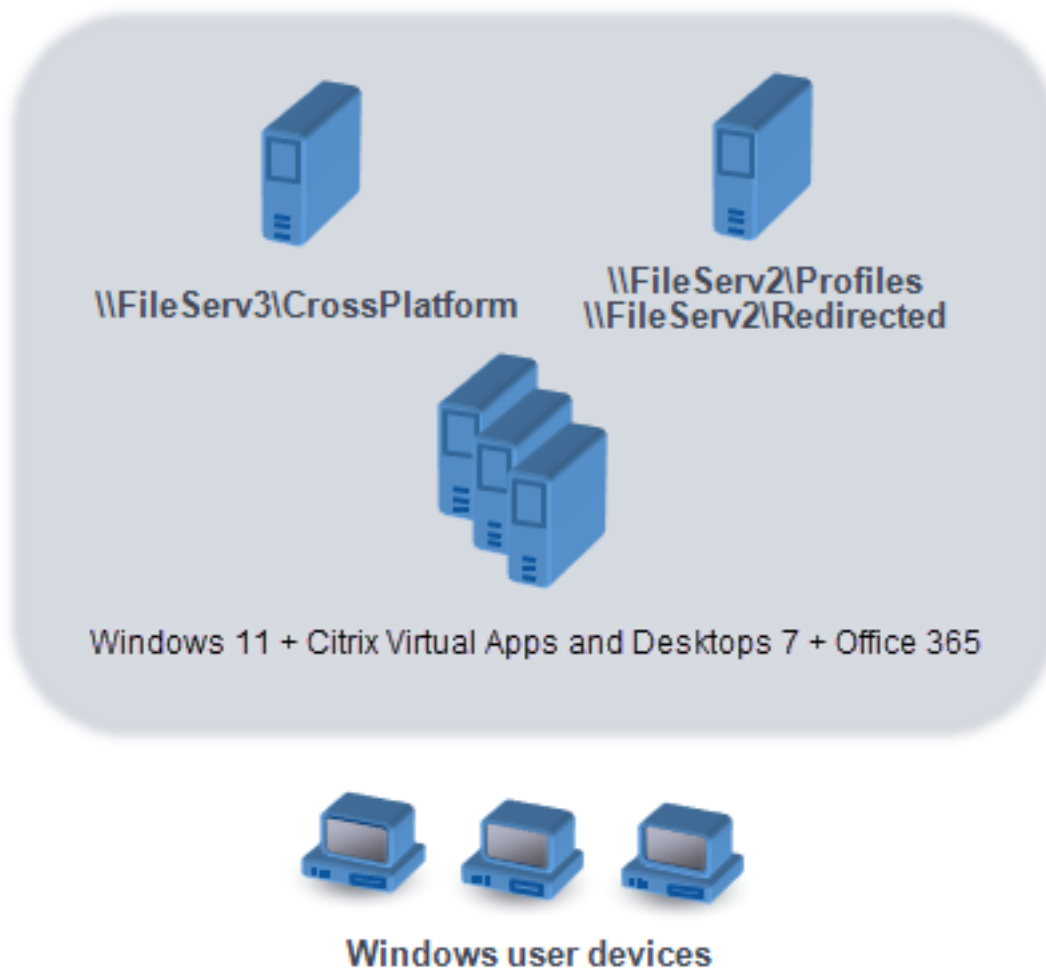 \\FileServ3\CrossPlatform
\\FileServ2\Profiles
\\FileServ2\Redirected
Windows 11 + Citrix Virtual Apps and Desktops 7 + Office 365
Windows user devices